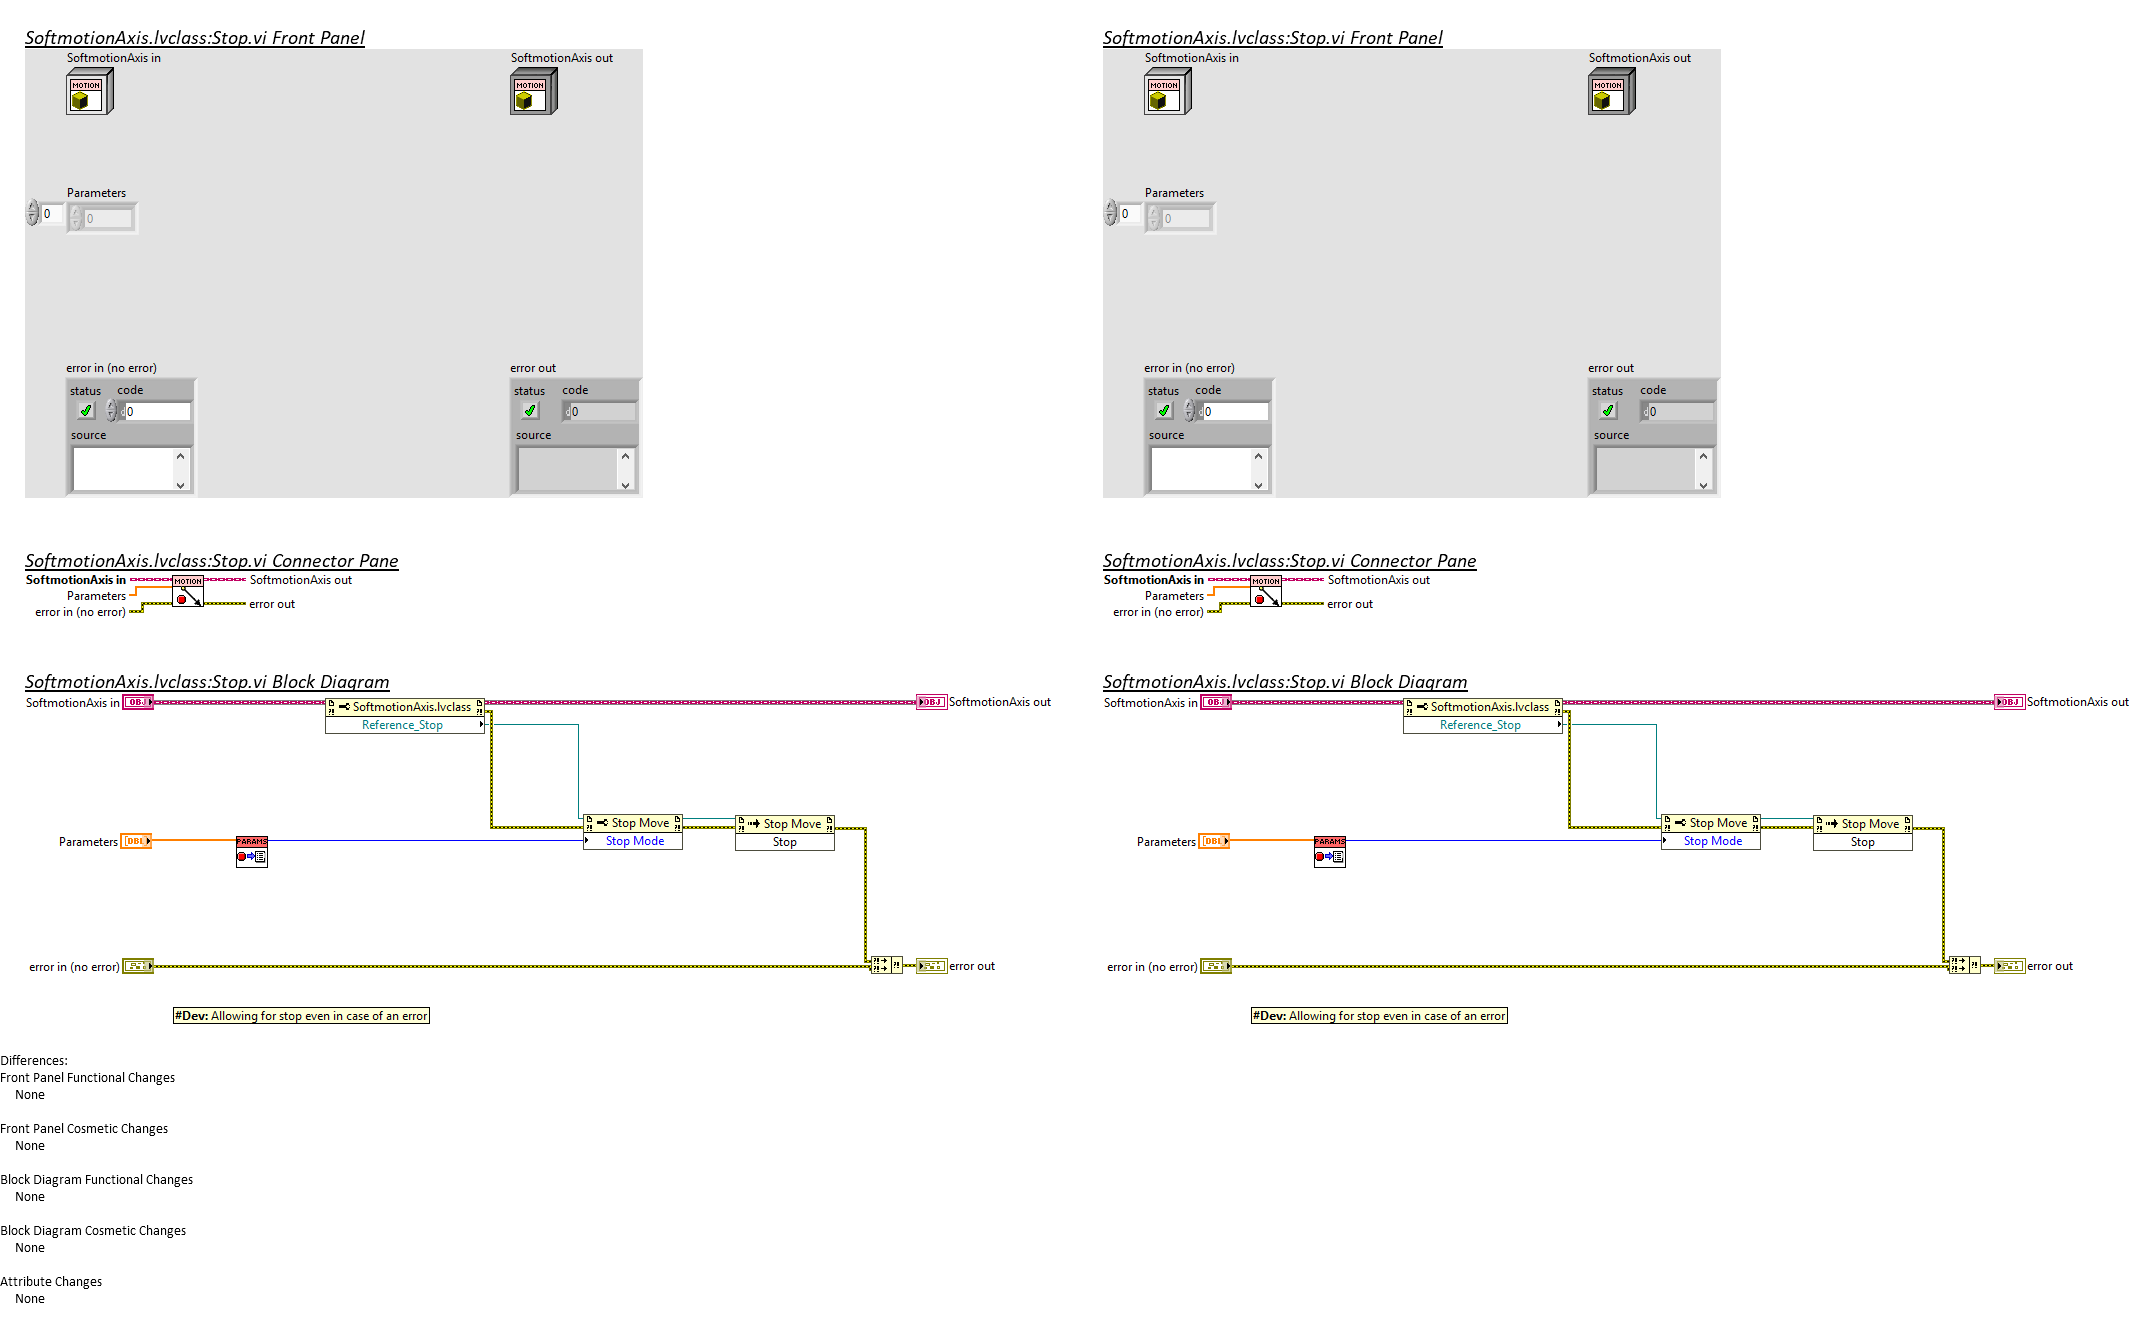 SoftmotionAxis.lvclass:Stop.vi Front Panel
SoftmotionAxis in
SoftmotionAxis out
MOTION
MOTION
Parameters
0
0
error in (no error)
error out
status
code
status
code
d0
d0
source
source
SoftmotionAxis.lvclass:Stop.vi Connector Pane
SoftmotionAxis in
MOTION
SoftmotionAxis out
Parameters
error in (no error)
error out
SoftmotionAxis.lvclass:Stop.vi Block Diagram
SoftmotionAxis in
OBJ
SoftmotionAxis.lvclass
Reference_Stop
OBJ
SoftmotionAxis out
Stop Move
Stop Mode
Stop Move
Stop
Parameters
DBL
PARAMS
error in (no error)
error out
#Dev: Allowing for stop even in case of an error
SoftmotionAxis.lvclass:Stop.vi Front Panel
SoftmotionAxis in
SoftmotionAxis out
MOTION
MOTION
Parameters
0
0
error in (no error)
error out
status
code
status
code
d0
d0
source
source
SoftmotionAxis.lvclass:Stop.vi Connector Pane
SoftmotionAxis in
MOTION
SoftmotionAxis out
Parameters
error in (no error)
error out
SoftmotionAxis.lvclass:Stop.vi Block Diagram
SoftmotionAxis in
OBJ
SoftmotionAxis.lvclass
Reference_Stop
OBJ
SoftmotionAxis out
Stop Move
Stop Mode
Stop Move
Stop
Parameters
DBL
PARAMS
error in (no error)
error out
#Dev: Allowing for stop even in case of an error
Differences:
Front Panel Functional Changes
None
Front Panel Cosmetic Changes
None
Block Diagram Functional Changes
None
Block Diagram Cosmetic Changes
None
Attribute Changes
None